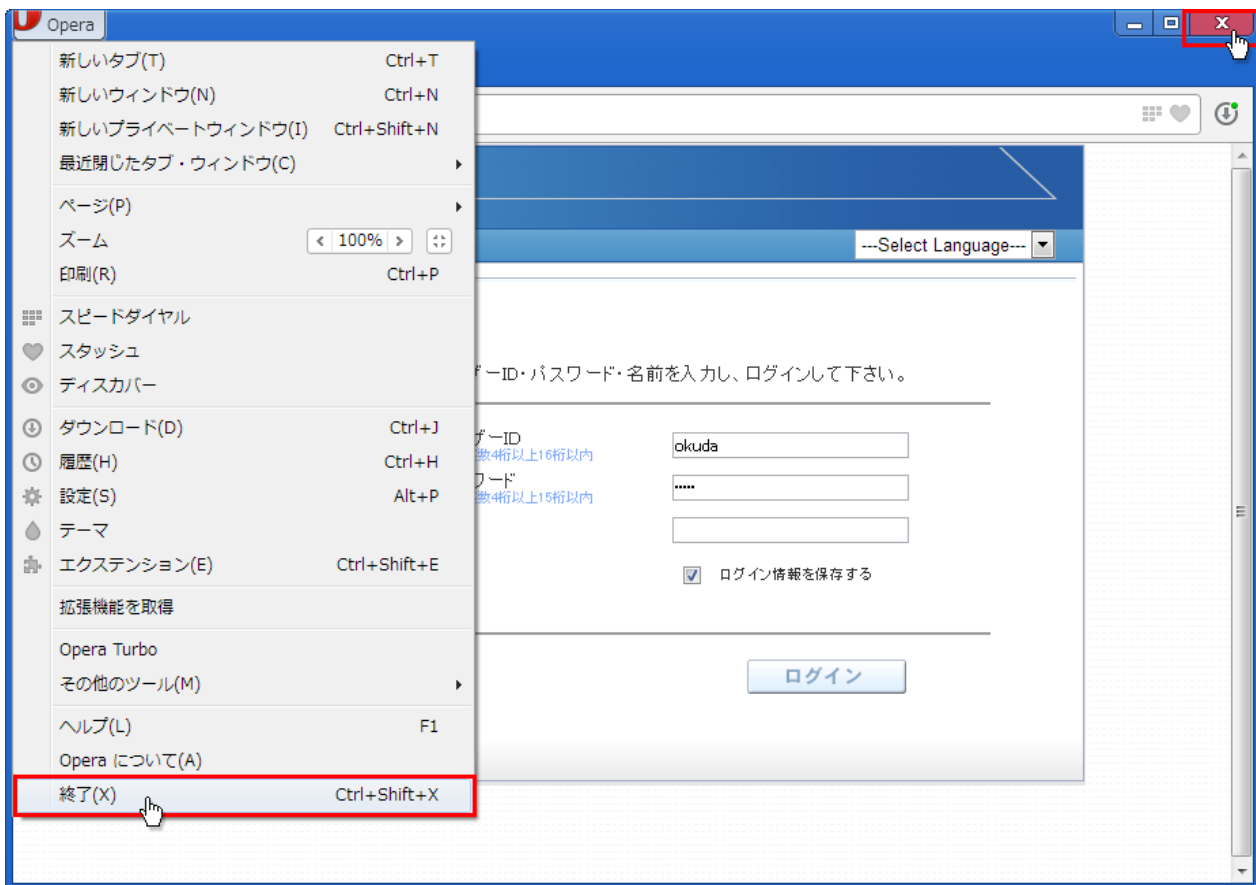 Opera
新しいタブ(T) Ctrl+T
新しいウィンドウ(N) Ctrl+N
新しいプライベートウィンドウ(I) Ctrl+Shift+N
最近閉じたタブ・ウィンドウ(C)
ページ(P)
ズーム 100%
印刷(R) Ctrl+P
スピードダイヤル
スタッシュ
ディスカバー
ダウンロード(D) Ctrl+J
履歴(H) Ctrl+H
設定(S) Alt+P
テーマ
エクステンション(E) Ctrl+Shift+E
拡張機能を取得
Opera Turbo
その他のツール(M)
ヘルプ(L) F1
Opera について(A)
終了(X) Ctrl+Shift+X
---Select Language---
ーID・パスワード・名前を入力し、ログインして下さい。
ザーID
数4桁以上16桁以内
okuda
ワード
数4桁以上15桁以内
•••••
ログイン情報を保存する
ログイン